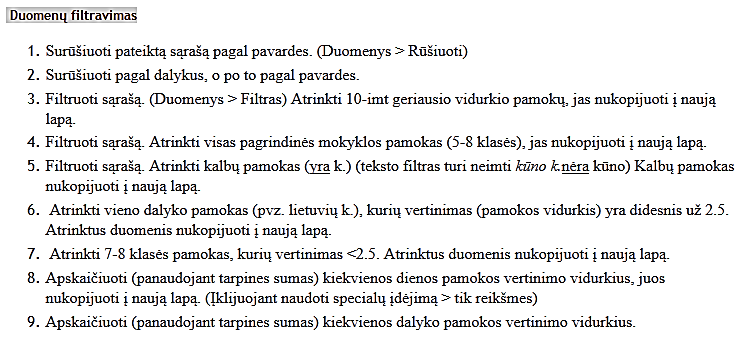 Duomenų filtravimas
1. Surūšiuoti pateiktą sąrašą pagal pavardes. (Duomenys > Rūšiuoti)
2. Surūšiuoti pagal dalykus, o po to pagal pavardes.
3. Filtruoti sąrašą. (Duomenys > Filtras) Atrinkti 10-imt geriausio vidurkio pamokų, jas nukopijuoti į naują
lapą.
4. Filtruoti sąrašą. Atrinkti visas pagrindinės mokyklos pamokas (5-8 klasės), jas nukopijuoti į naują lapą.
5. Filtruoti sąrašą. Atrinkti kalbų pamokas (yra k.) (teksto filtras turi neimti kūno k.nėra kūno) Kalbų pamokas
nukopijuoti į naują lapą.
6. Atrinkti vieno dalyko pamokas (pvz. lietuvių k.), kurių vertinimas (pamokos vidurkis) yra didesnis už 2.5.
Atrinktus duomenis nukopijuoti į naują lapą.
7. Atrinkti 7-8 klasės pamokas, kurių vertinimas <2.5. Atrinktus duomenis nukopijuoti į naują lapą.
8. Apskaičiuoti (panaudojant tarpines sumas) kiekvienos dienos pamokos vertinimo vidurkius, juos
nukopijuoti į naują lapą. (Įklijuojant naudoti specialų įdėjimą > tik reikšmes)
9. Apskaičiuoti (panaudojant tarpines sumas) kiekvienos dalyko pamokos vertinimo vidurkius.